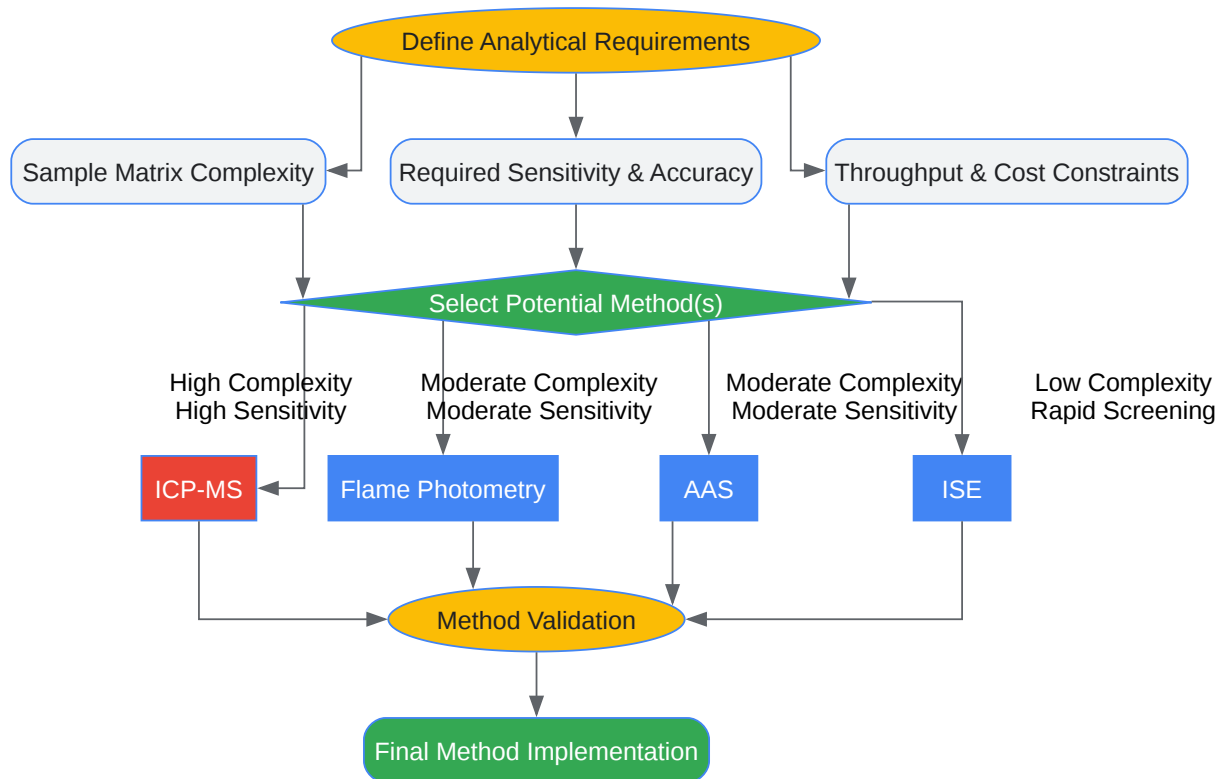 Define Analytical Requirements
Sample Matrix Complexity
Required Sensitivity & Accuracy
Throughput & Cost Constraints
Select Potential Method(s)
High Complexity
High Sensitivity
Moderate Complexity
Moderate Sensitivity
Moderate Complexity
Moderate Sensitivity
Low Complexity
Rapid Screening
ICP-MS
Flame Photometry
AAS
ISE
Method Validation
Final Method Implementation